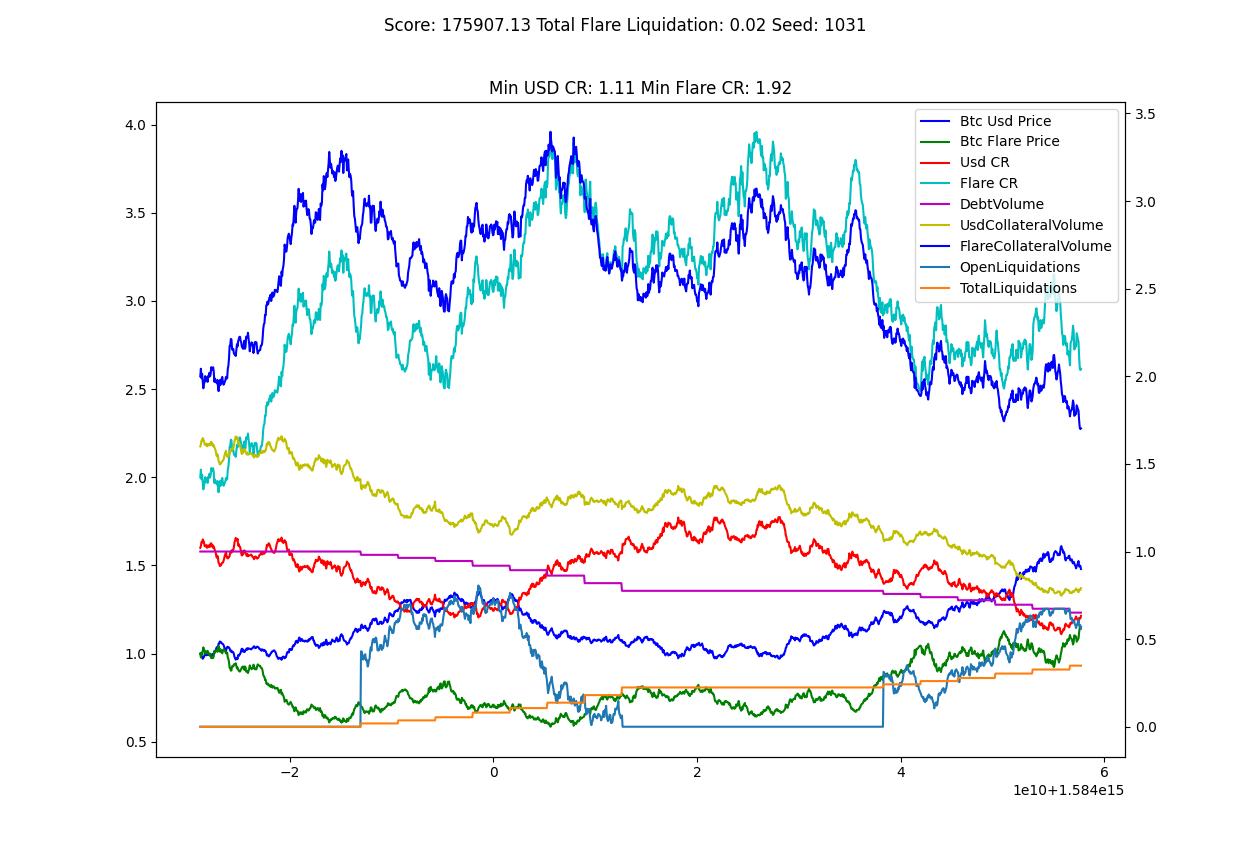 Score: 175907.13 Total Flare Liquidation: 0.02 Seed: 1031
Min USD CR: 1.11 Min Flare CR: 1.92
4.0
3.5
3.0
2.5
2.0
1.5
1.0
0.5
3.5
3.0
2.5
2.0
1.5
1.0
0.5
0.0
Btc Usd Price
Btc Flare Price
Usd CR
Flare CR
DebtVolume
UsdCollateralVolume
FlareCollateralVolume
OpenLiquidations
TotalLiquidations
−2 0 2 4 6
1e10+1.584e15